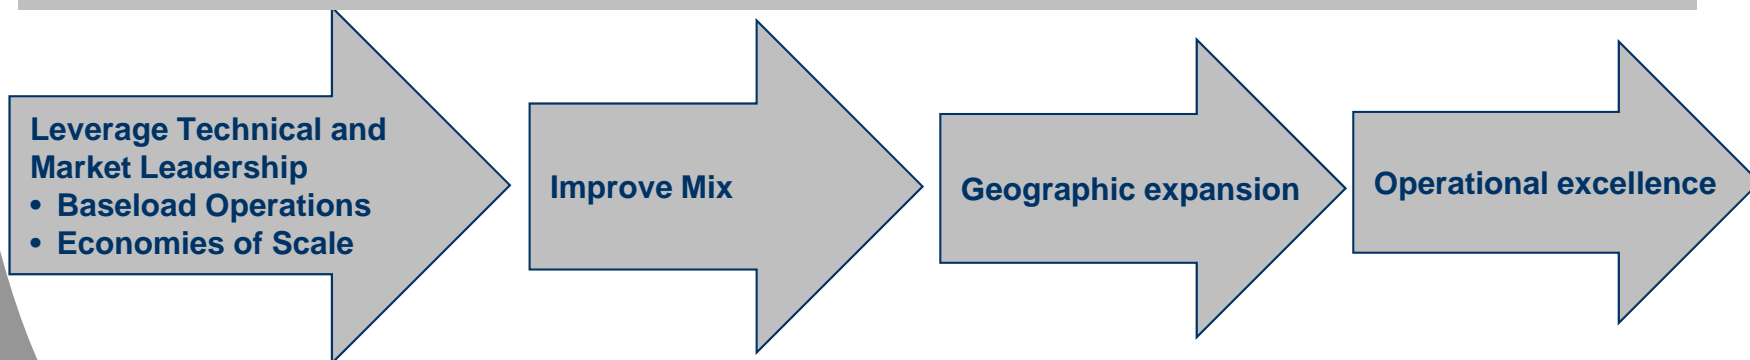 Leverage Technical and
Market Leadership
• Baseload Operations
• Economies of Scale
Improve Mix
Geographic expansion
Operational excellence